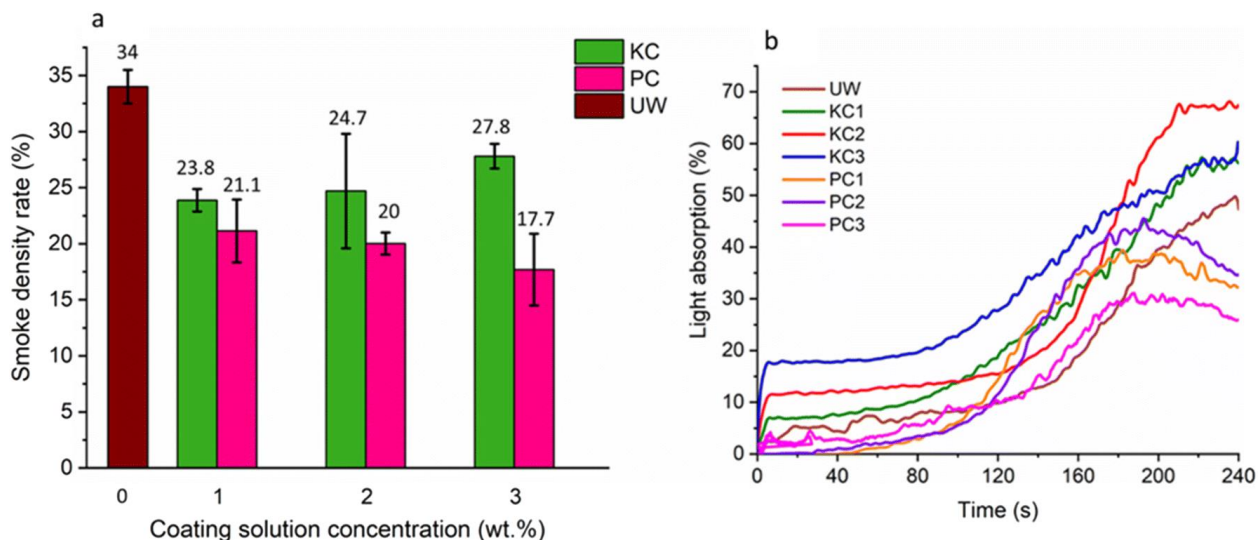 a
34
23.8
21.1
24.7
20
27.8
17.7
KC
PC
UW
Smoke density rate (%)
35
30
25
20
15
10
5
0
0 1 2 3
Coating solution concentration (wt.%)
b
UW
KC1
KC2
KC3
PC1
PC2
PC3
Light absorption (%)
70
60
50
40
30
20
10
0
0 40 80 120 160 200 240
Time (s)